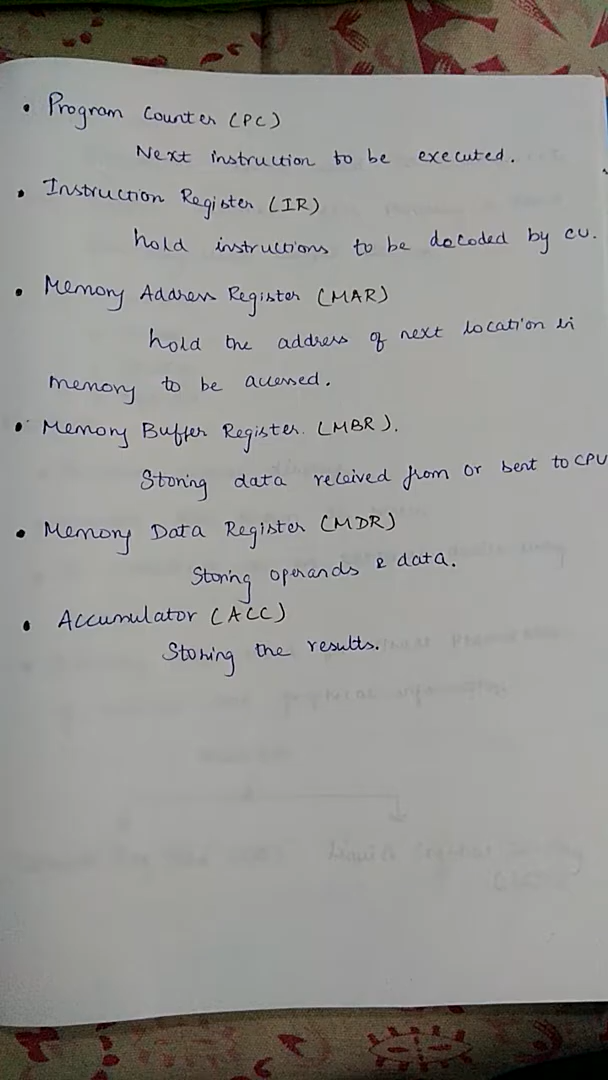 • Program Counter (PC)
Next instruction to be executed.
• Instruction Register (IR)
hold instructions to be decoded by CU.
• Memory Address Register (MAR)
hold the address of next location in
memory to be accessed.
• Memory Buffer Register. (MBR).
Storing data received from or sent to CPU
• Memory Data Register (MDR)
Storing operands & data.
• Accumulator (ACC)
Storing the results.